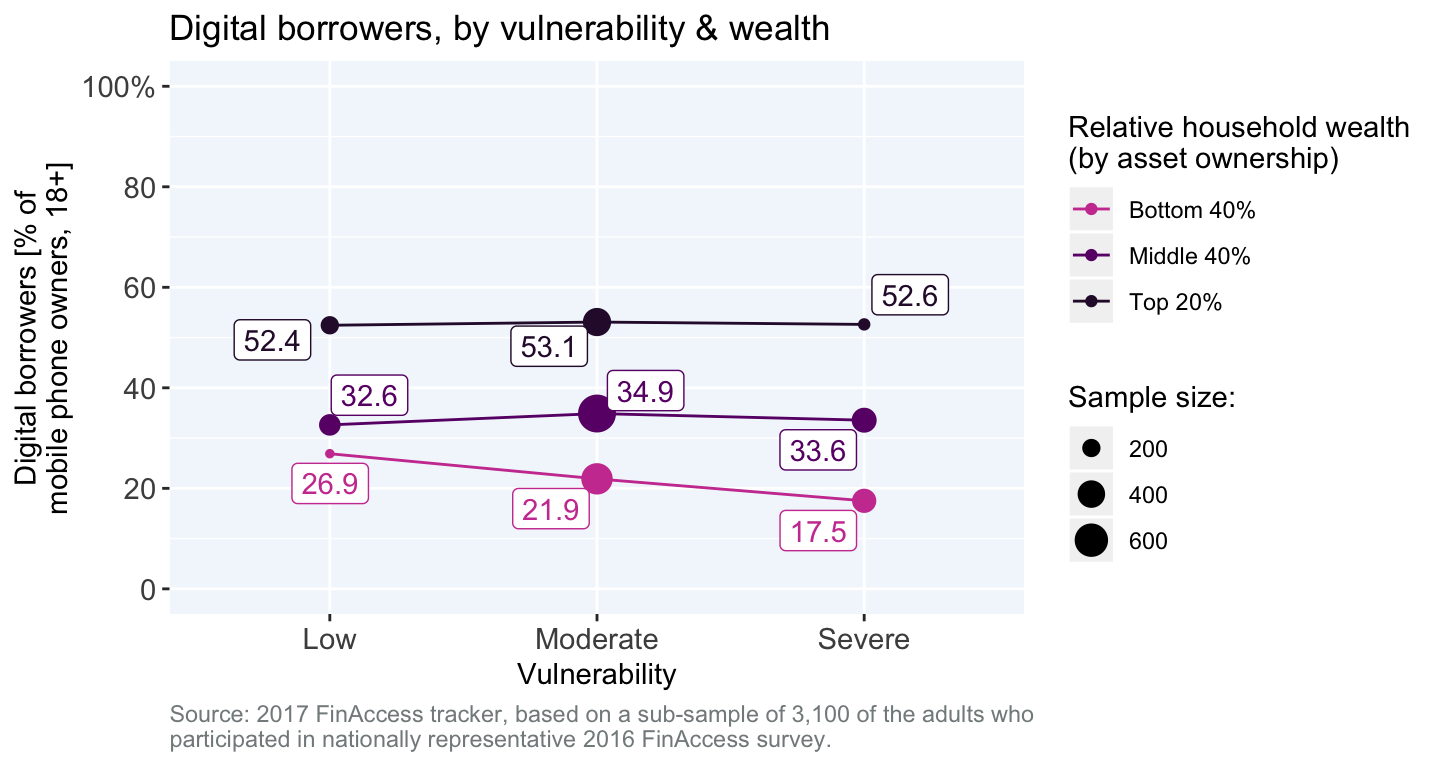 Digital borrowers, by vulnerability & wealth
Digital borrowers [% of
mobile phone owners, 18+]
100%
80
60
40
20
0
52.4
53.1
52.6
32.6
34.9
33.6
26.9
21.9
17.5
Low
Moderate
Severe
Vulnerability
Relative household wealth
(by asset ownership)
Bottom 40%
Middle 40%
Top 20%
Sample size:
200
400
600
Source: 2017 FinAccess tracker, based on a sub-sample of 3,100 of the adults who
participated in nationally representative 2016 FinAccess survey.